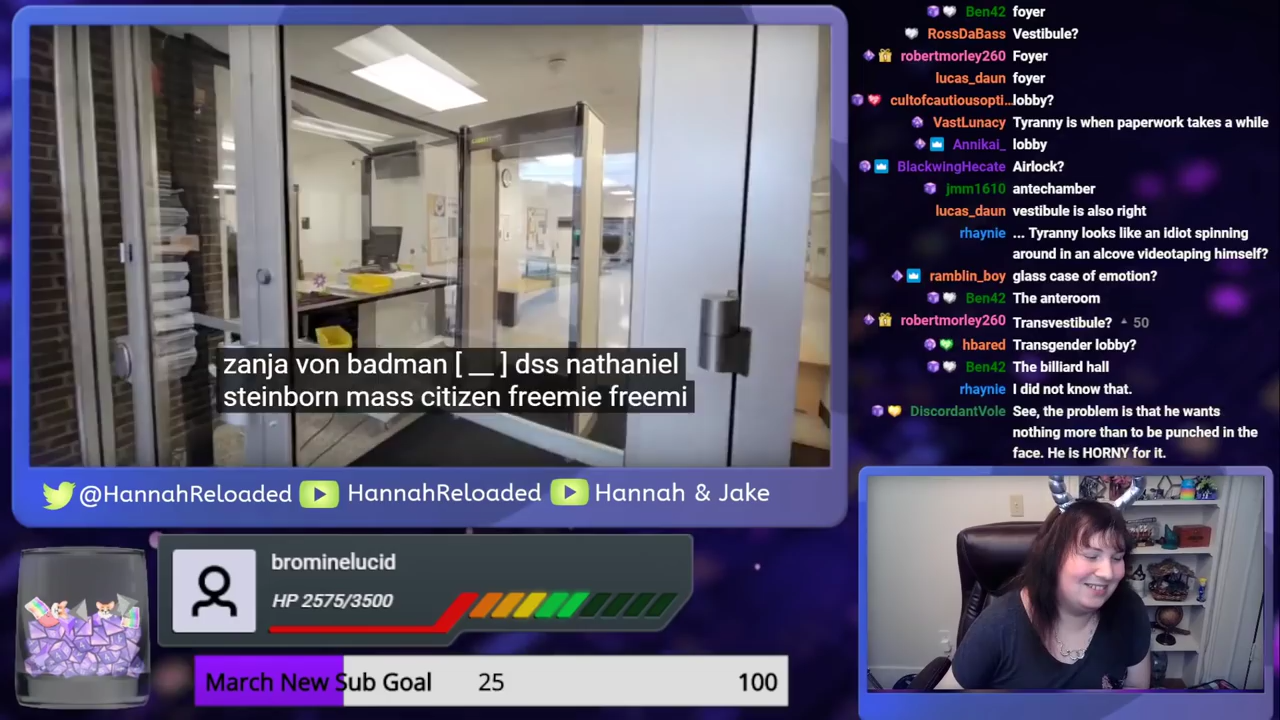 zanja von badman [ __ ] dss nathaniel
steinborn mass citizen freemie freemi
@HannahReloaded HannahReloaded Hannah & Jake
brominelucid
HP 2575/3500
March New Sub Goal 25 100
Ben42 foyer
RossDaBass Vestibule?
robertmorley260 Foyer
lucas_daun foyer
cultofcautiousopti... lobby?
VastLunacy Tyranny is when paperwork takes a while
Annikai_ lobby
BlackwingHecate Airlock?
jmm1610 antechamber
lucas_daun vestibule is also right
rhaynie ... Tyranny looks like an idiot spinning
around in an alcove videotaping himself?
ramblin_boy glass case of emotion?
Ben42 The anteroom
robertmorley260 Transvestibule? 50
hbared Transgender lobby?
Ben42 The billiard hall
rhaynie I did not know that.
DiscordantVole See, the problem is that he wants
nothing more than to be punched in the
face. He is HORNY for it.